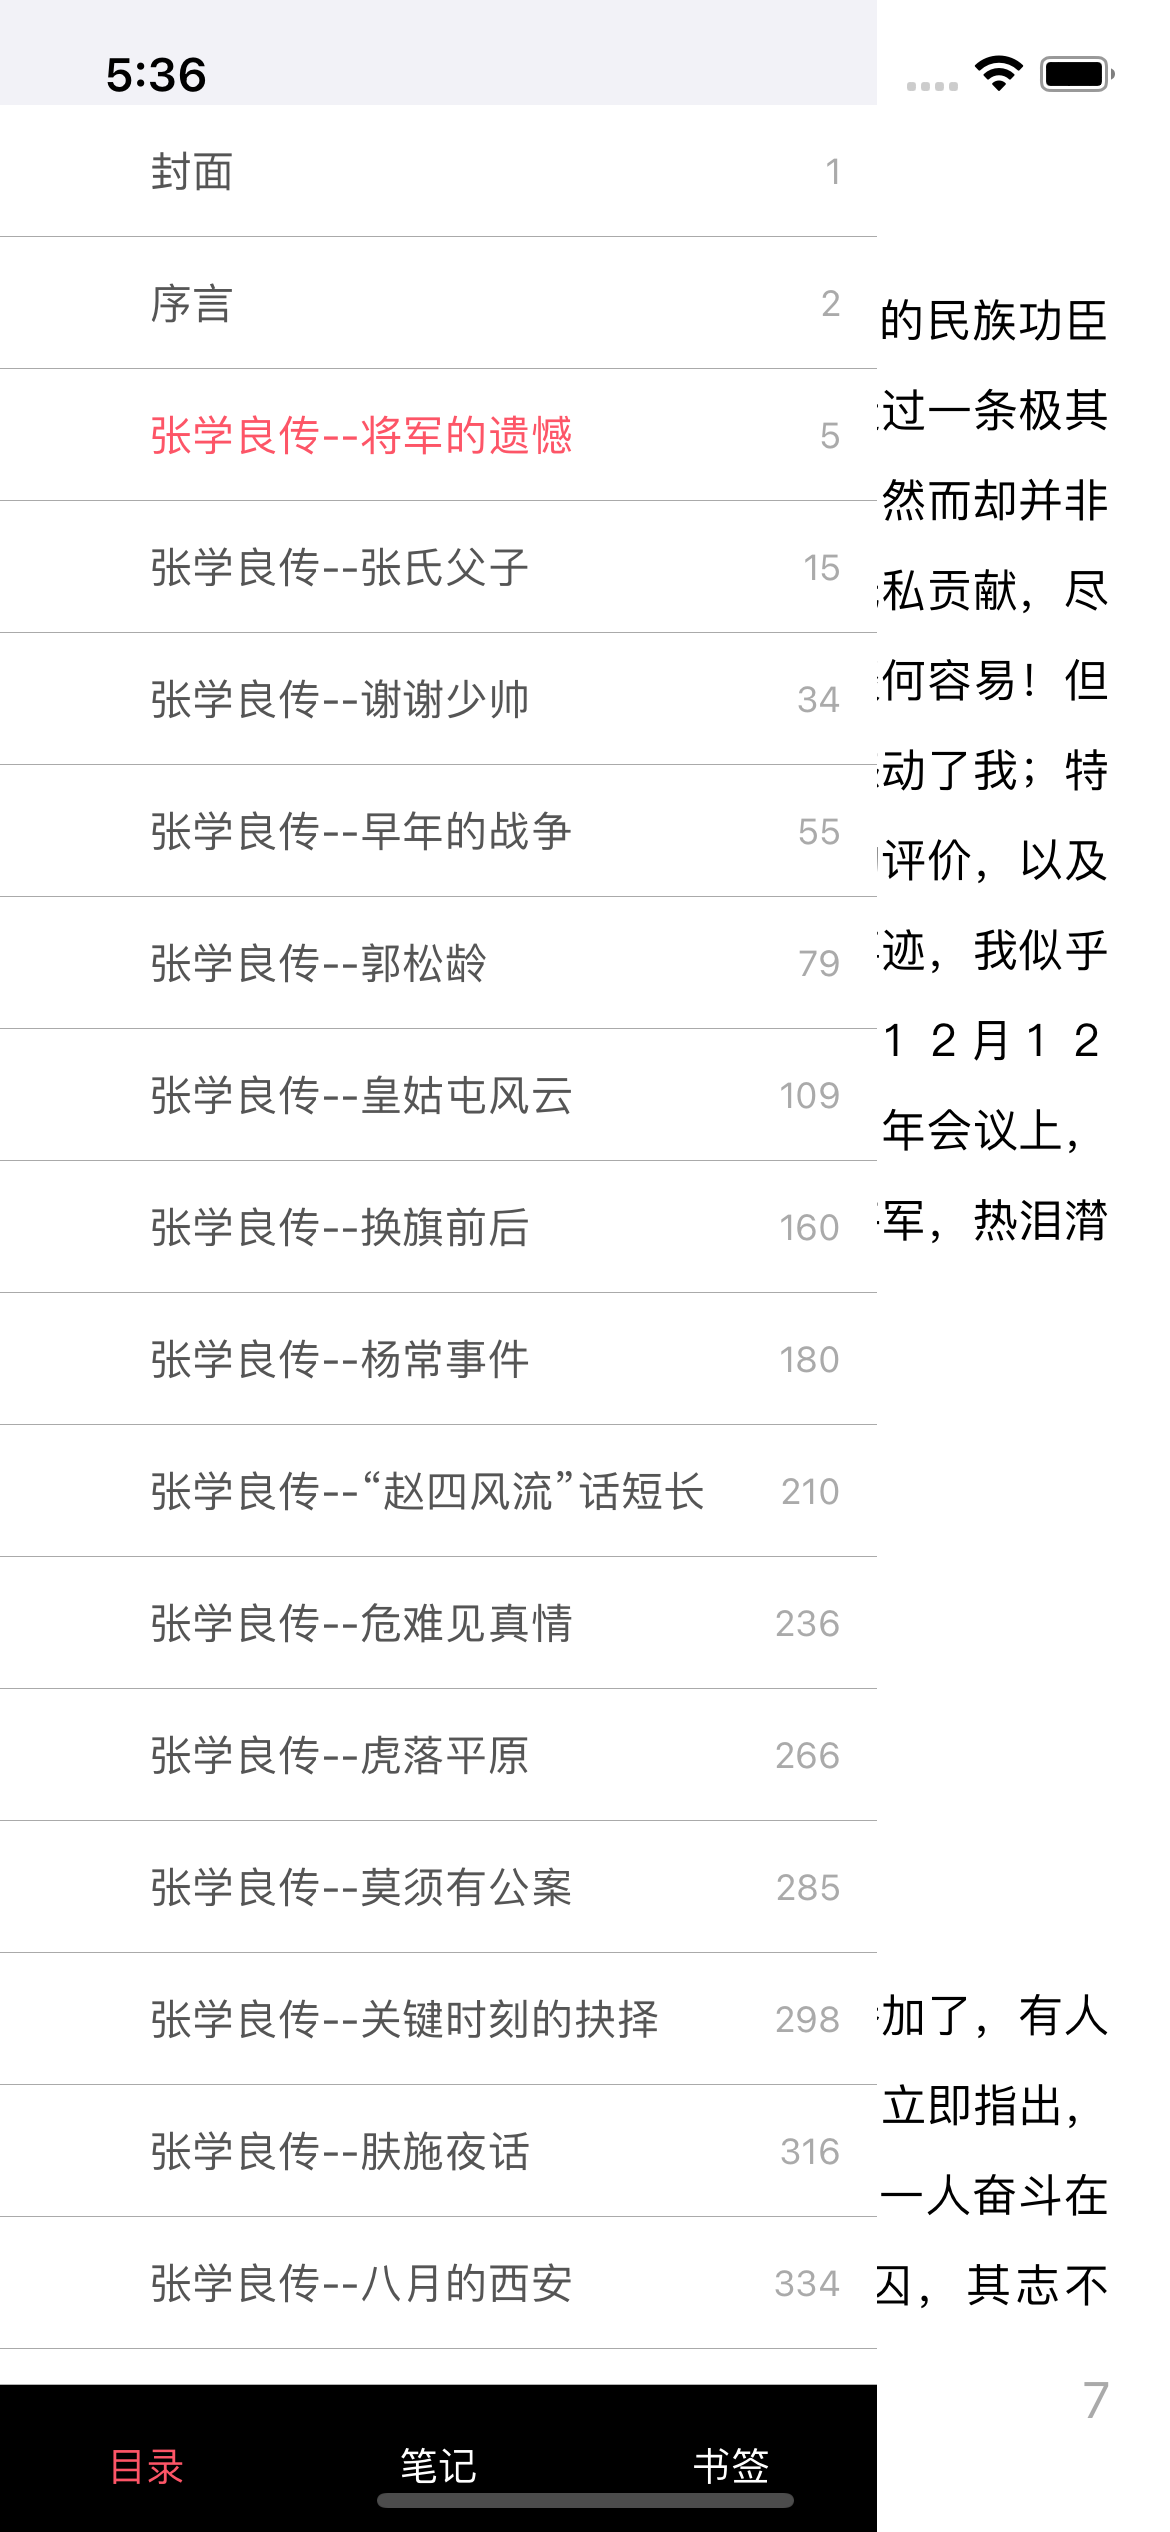 5:36
封面 1
序言 2
张学良传--将军的遗憾 5
张学良传--张氏父子 15
张学良传--谢谢少帅 34
张学良传--早年的战争 55
张学良传--郭松龄 79
张学良传--皇姑屯风云 109
张学良传--换旗前后 160
张学良传--杨常事件 180
张学良传--“赵四风流”话短长 210
张学良传--危难见真情 236
张学良传--虎落平原 266
张学良传--莫须有公案 285
张学良传--关键时刻的抉择 298
张学良传--肤施夜话 316
张学良传--八月的西安 334
目录 笔记 书签
的民族功臣
过一条极其
然而却并非
私贡献，尽
何容易！但
动了我；特
评价，以及
迹，我似乎
１２月１２
年会议上，
军，热泪潸
加了，有人
立即指出，
一人奋斗在
囚，其志不
7